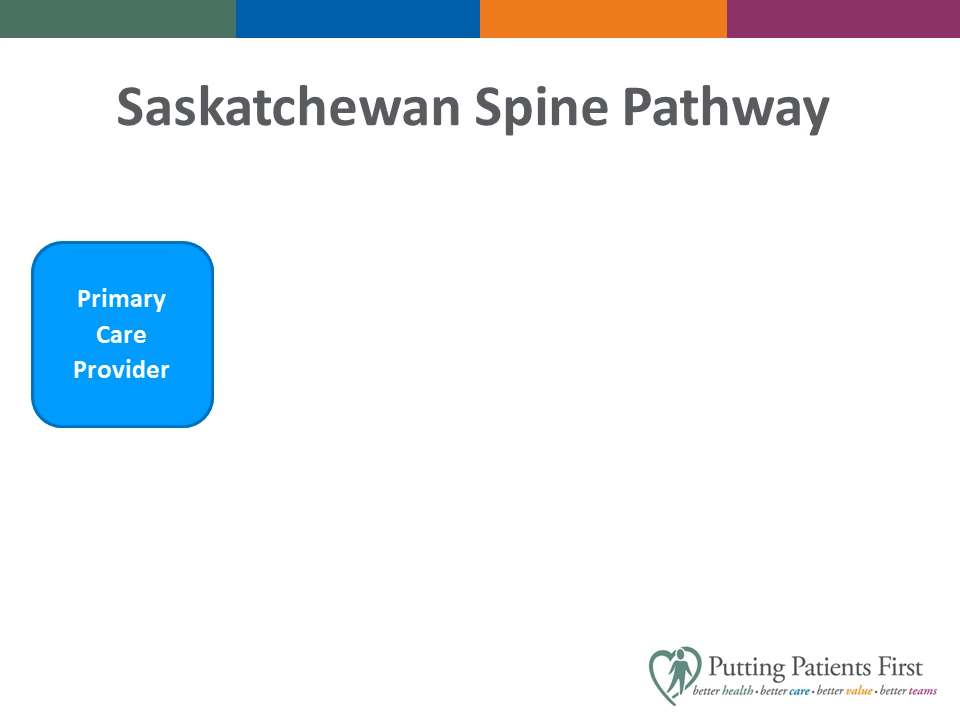 Saskatchewan Spine Pathway
Primary
Care
Provider
Putting Patients First
better health • better care • better value • better teams